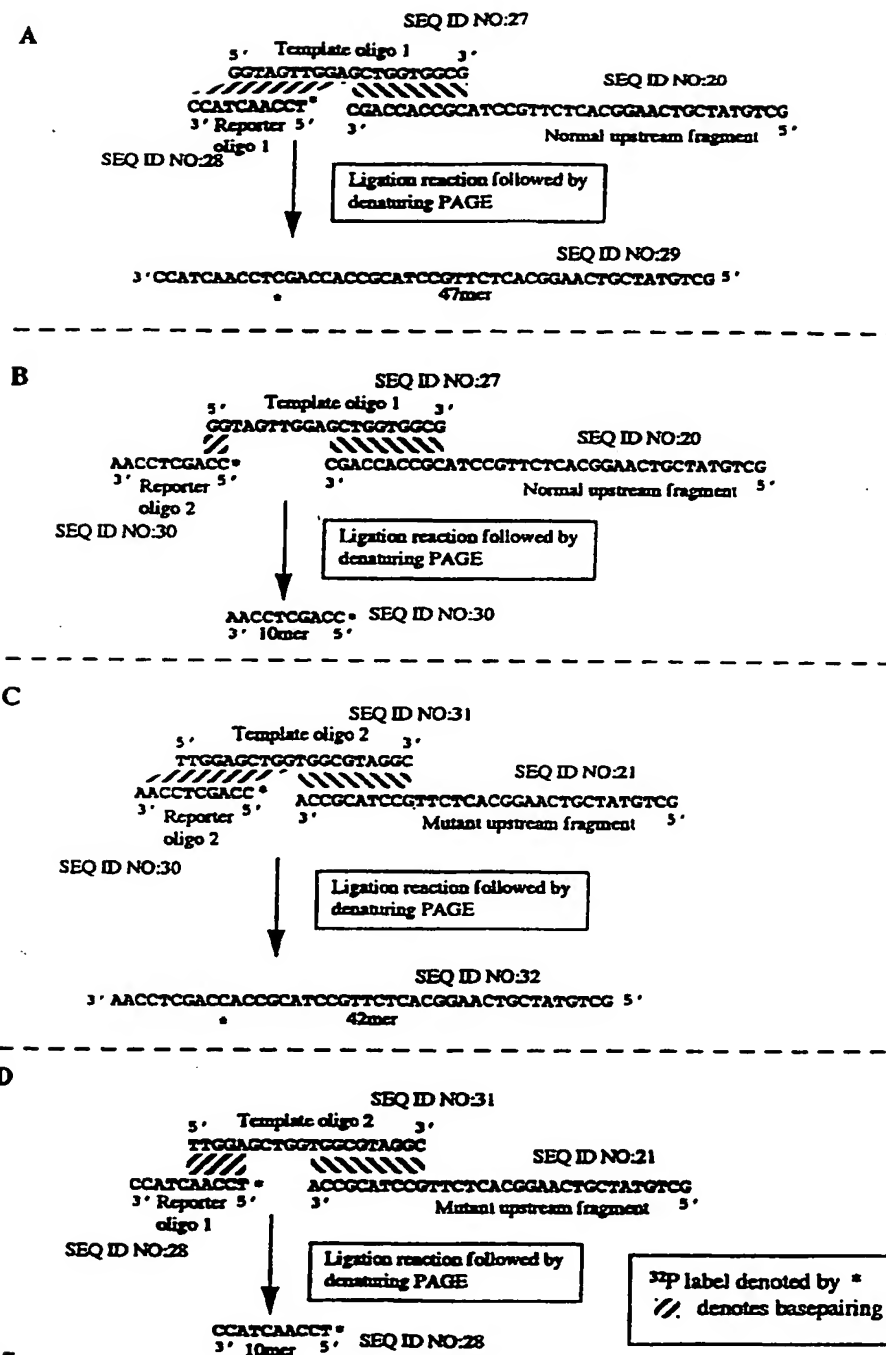 A
SEQ ID NO:27
5' Template oligo 1 3'
GGTAGTTGGAGCTGGTGGCG
SEQ ID NO:20
CCATCAACCT* CGACCACCGCATCCGTTCTCACGGAACTGCTATGTCG
3' Reporter 5' 3' Normal upstream fragment 5'
oligo 1
SEQ ID NO:28
Ligation reaction followed by
denaturing PAGE
SEQ ID NO:29
3'CCATCAACCTCGACCACCGCATCCGTTCTCACGGAACTGCTATGTCG 5'
* 47mer
B
SEQ ID NO:27
5' Template oligo 1 3'
GGTAGTTGGAGCTGGTGGCG
SEQ ID NO:20
AACCTCGACC* CGACCACCGCATCCGTTCTCACGGAACTGCTATGTCG
3' Reporter 5' 3' Normal upstream fragment 5'
oligo 2
SEQ ID NO:30
Ligation reaction followed by
denaturing PAGE
AACCTCGACC* SEQ ID NO:30
3' 10mer 5'
C
SEQ ID NO:31
5' Template oligo 2 3'
TTGGAGCTGGTGGCGTAGGC
SEQ ID NO:21
AACCTCGACC* ACCGCATCCGTTCTCACGGAACTGCTATGTCG
3' Reporter 5' 3' Mutant upstream fragment 5'
oligo 2
SEQ ID NO:30
Ligation reaction followed by
denaturing PAGE
SEQ ID NO:32
3' AACCTCGACCACCGCATCCGTTCTCACGGAACTGCTATGTCG 5'
* 42mer
D
SEQ ID NO:31
5' Template oligo 2 3'
TTGGAGCTGGTGGCGTAGGC
SEQ ID NO:21
CCATCAACCT* ACCGCATCCGTTCTCACGGAACTGCTATGTCG
3' Reporter 5' 3' Mutant upstream fragment 5'
oligo 1
SEQ ID NO:28
Ligation reaction followed by
denaturing PAGE
³²P label denoted by *
denotes basepairing
CCATCAACCT* SEQ ID NO:28
3' 10mer 5'